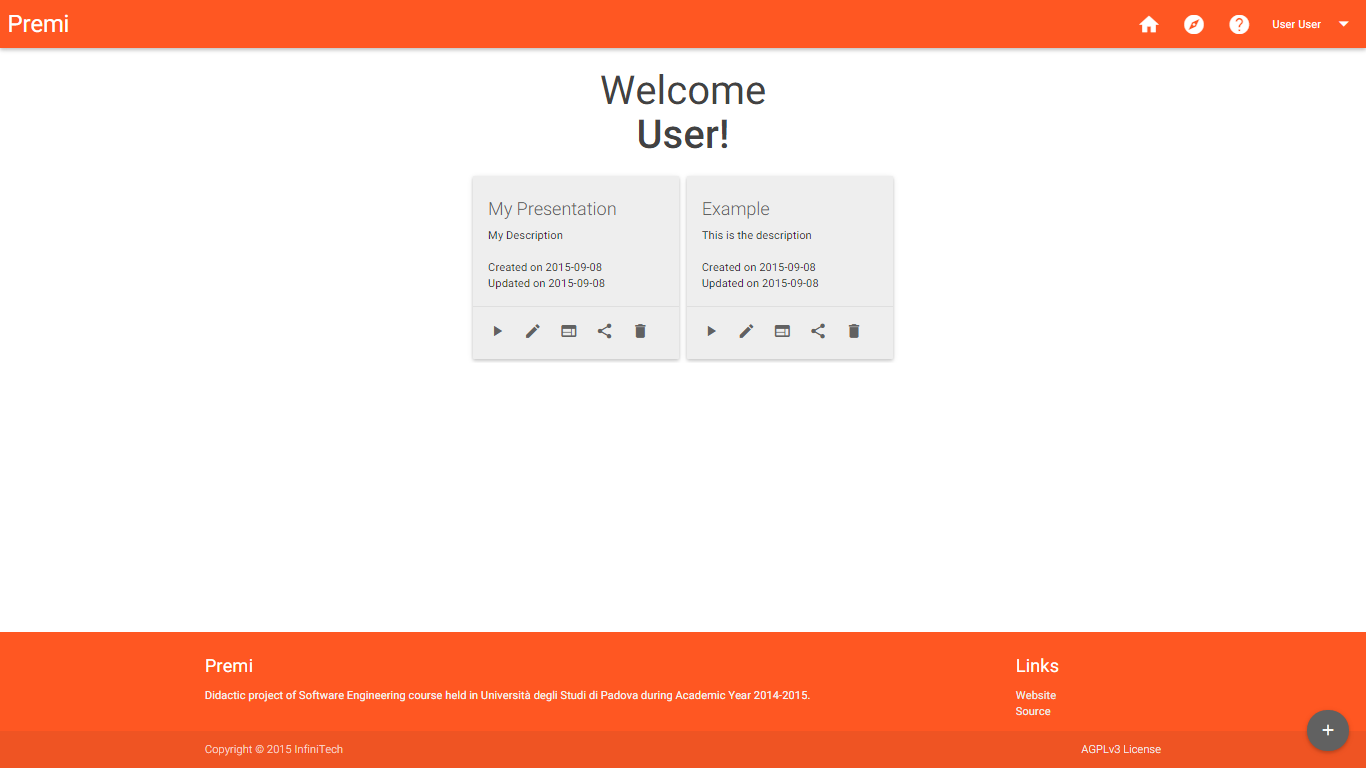 Premi
User User
Welcome
User!
My Presentation
My Description
Created on 2015-09-08
Updated on 2015-09-08
Example
This is the description
Created on 2015-09-08
Updated on 2015-09-08
Premi
Didactic project of Software Engineering course held in Università degli Studi di Padova during Academic Year 2014-2015.
Links
Website
Source
Copyright © 2015 InfiniTech
AGPLv3 License